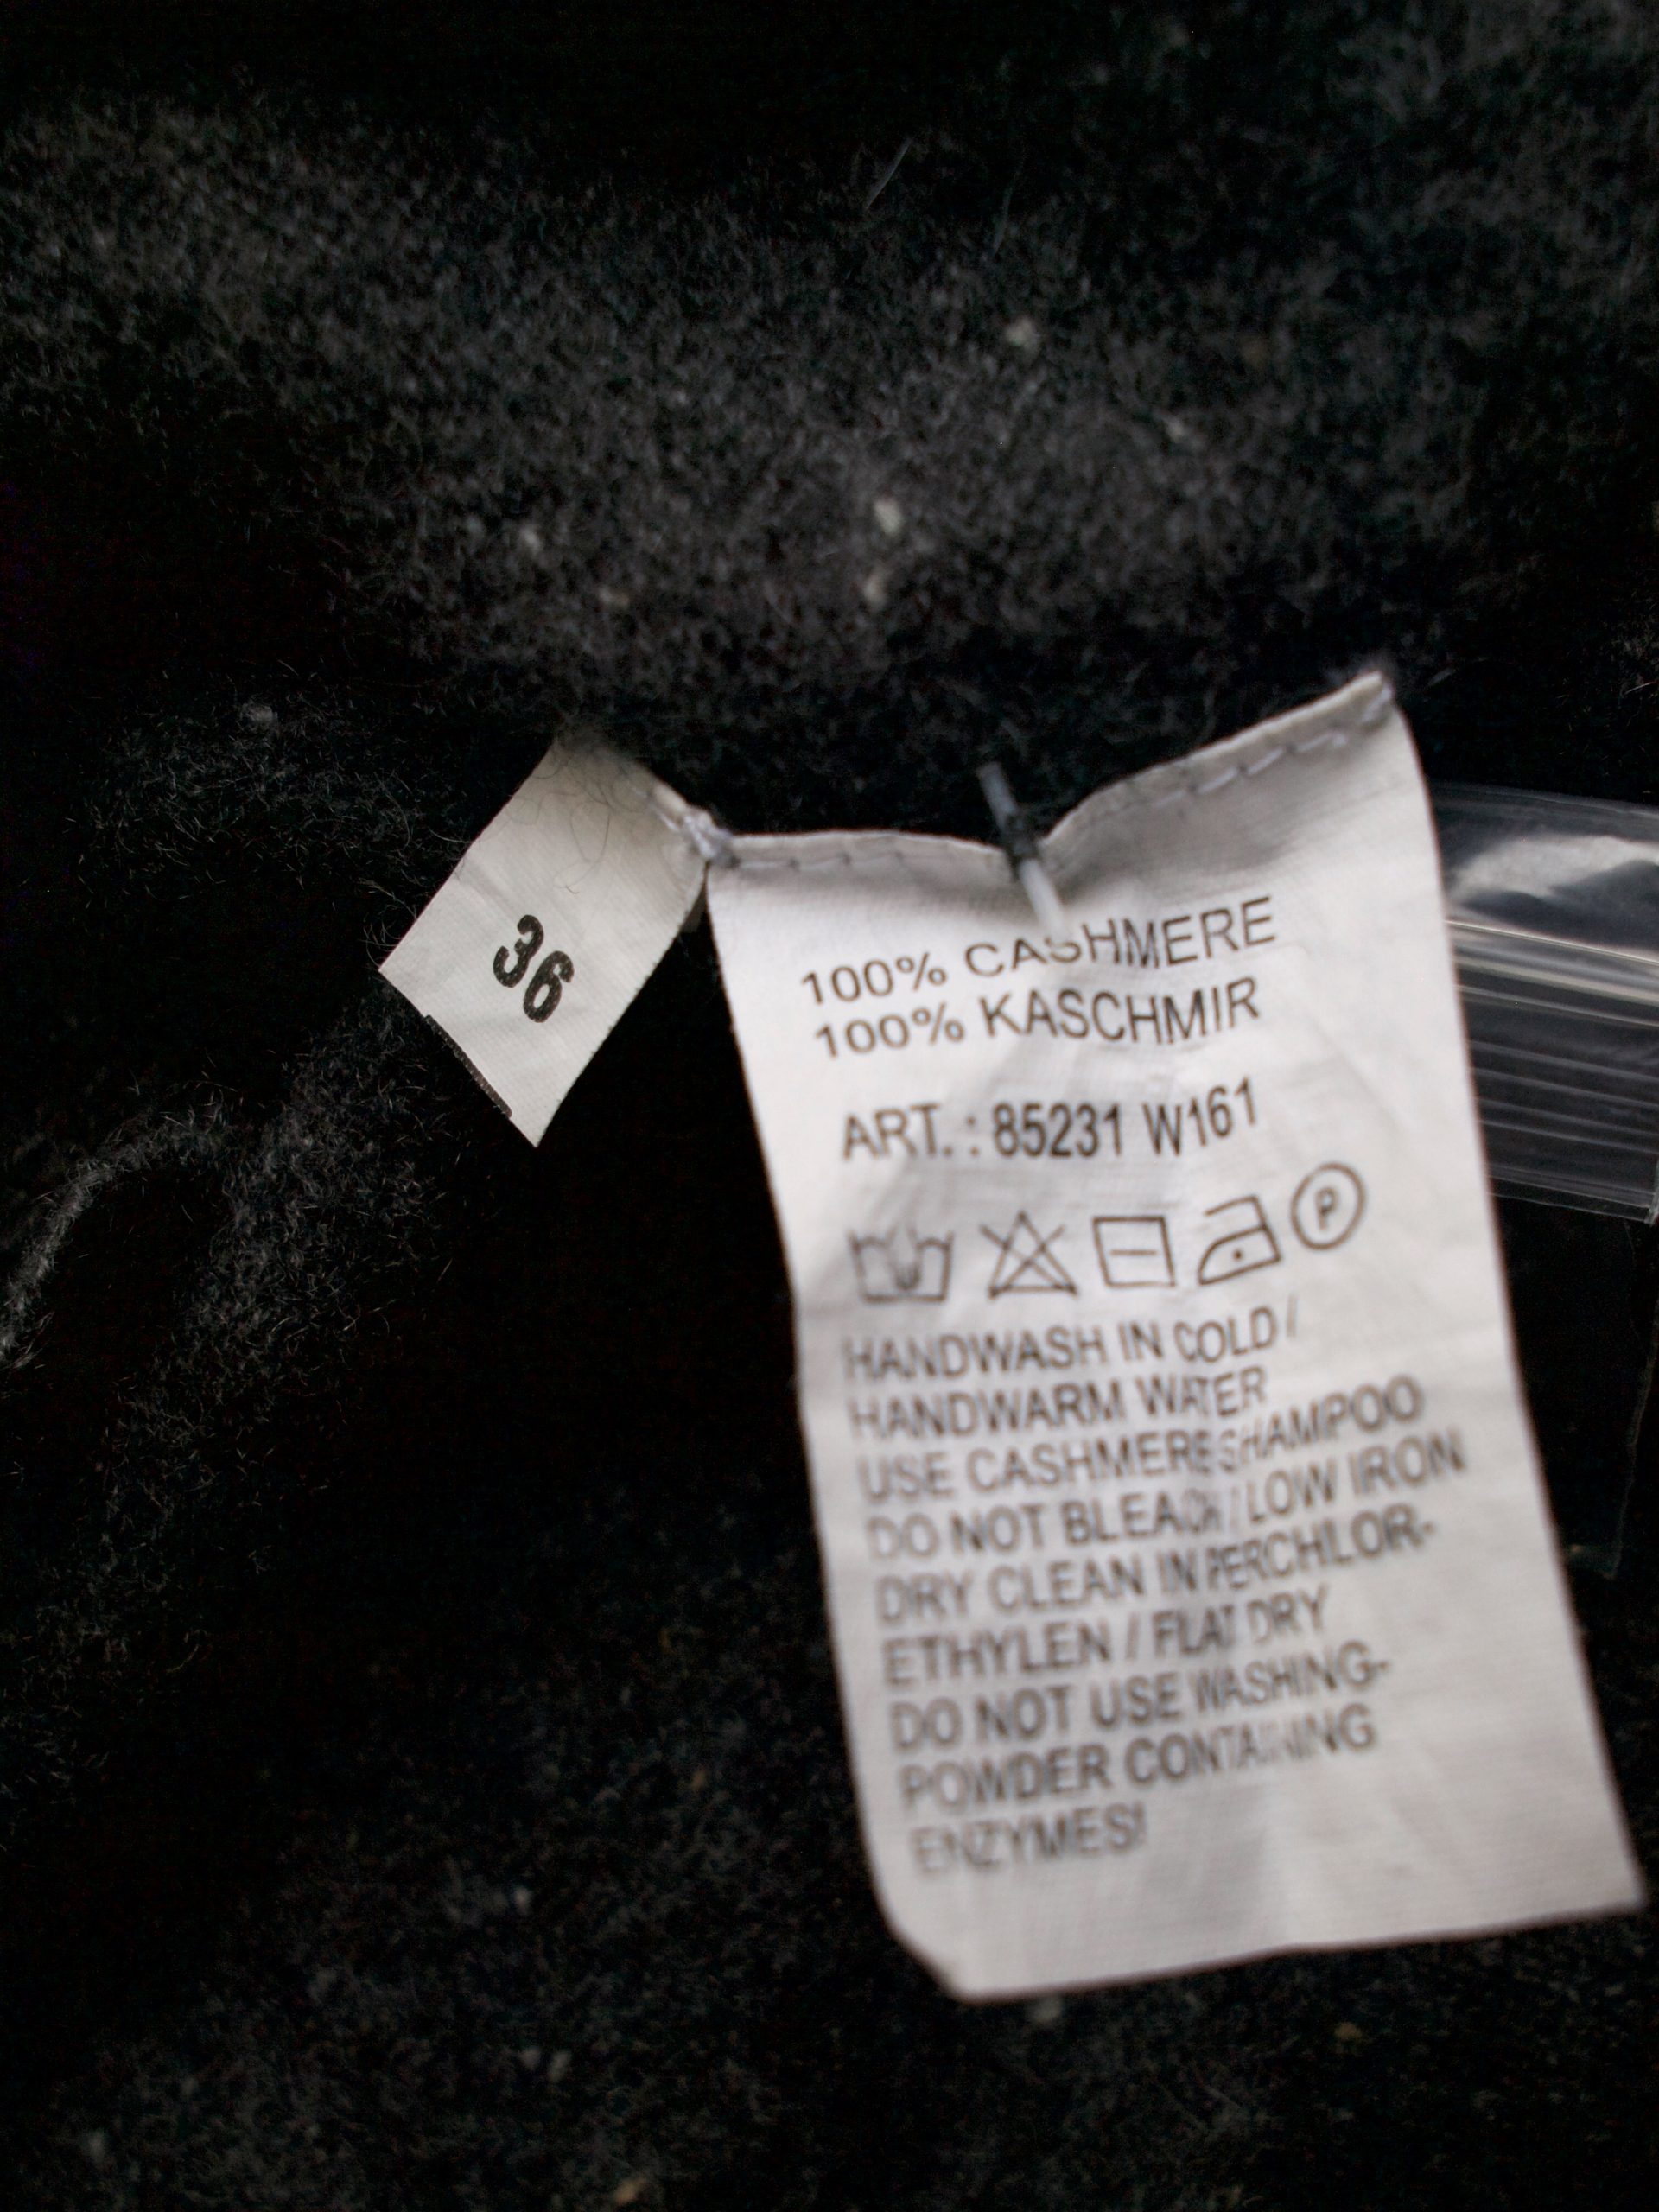 36
100% CASHMERE
100% KASCHMIR
ART. : 85231 W161
P
HANDWASH IN COLD /
HANDWARM WATER
USE CASHMERESHAMPOO
DO NOT BLEACH / LOW IRON
DRY CLEAN IN PERCHLOR-
ETHYLEN / FLAT DRY
DO NOT USE WASHING-
POWDER CONTAINING
ENZYMES!